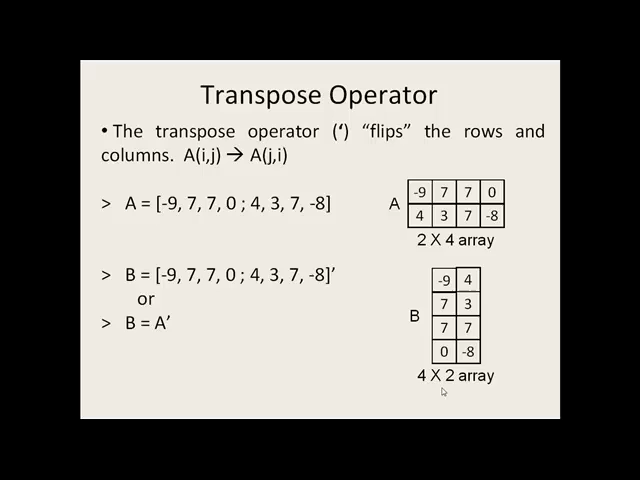 Transpose Operator
• The transpose operator (‘) “flips” the rows and
columns. A(i,j) → A(j,i)
> A = [-9, 7, 7, 0 ; 4, 3, 7, -8]
A
-9 7 7 0
4 3 7 -8
2 X 4 array
> B = [-9, 7, 7, 0 ; 4, 3, 7, -8]’
or
> B = A’
B
-9 4
7 3
7 7
0 -8
4 X 2 array